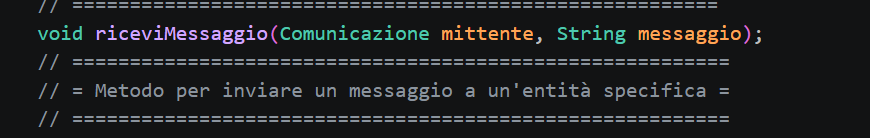 // ========================================================
void riceviMessaggio(Comunicazione mittente, String messaggio);
// =========================================================
// = Metodo per inviare un messaggio a un'entità specifica =
// =========================================================